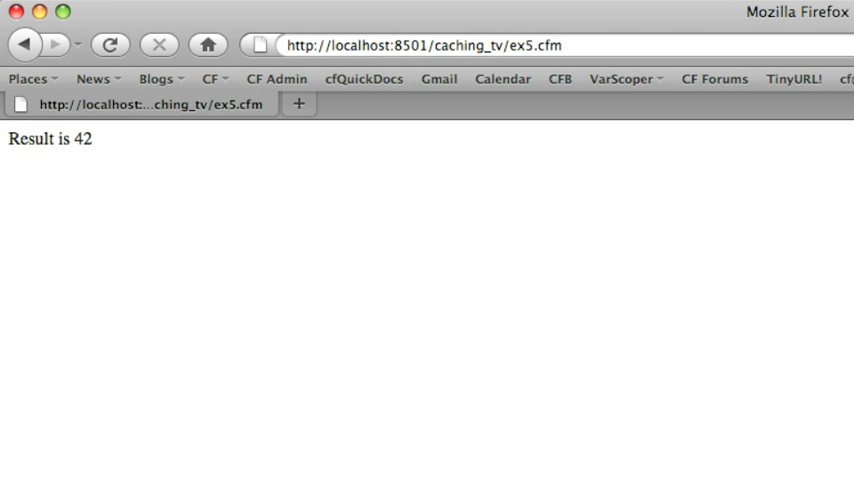 Mozilla Firefox
http://localhost:8501/caching_tv/ex5.cfm
Places News Blogs CF CF Admin cfQuickDocs Gmail Calendar CFB VarScoper CF Forums TinyURL! cf
http://localhost:...ching_tv/ex5.cfm +
Result is 42